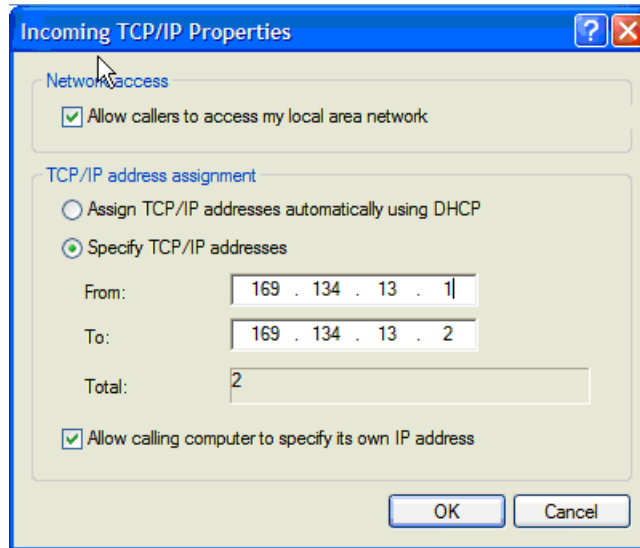 Incoming TCP/IP Properties
Network access
Allow callers to access my local area network
TCP/IP address assignment
Assign TCP/IP addresses automatically using DHCP
Specify TCP/IP addresses
From: 169 . 134 . 13 . 1
To: 169 . 134 . 13 . 2
Total: 2
Allow calling computer to specify its own IP address
OK Cancel